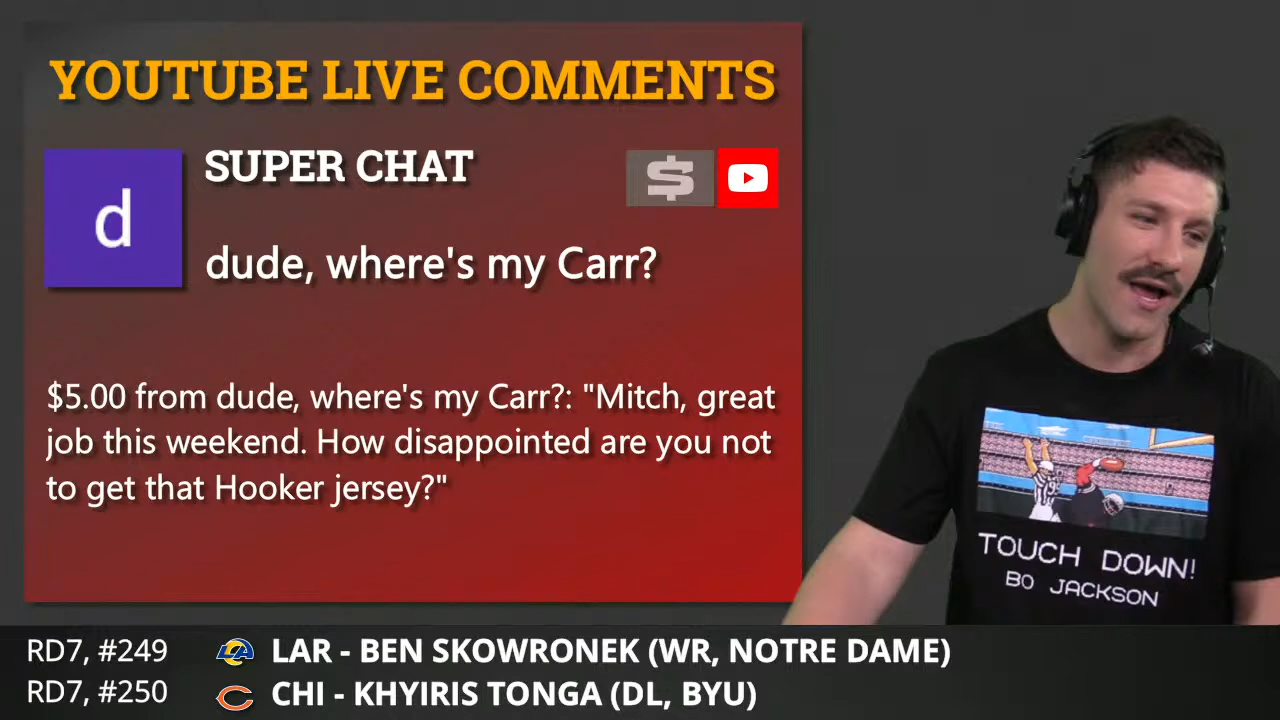 YOUTUBE LIVE COMMENTS
d
SUPER CHAT
$
dude, where's my Carr?
$5.00 from dude, where's my Carr?: "Mitch, great
job this weekend. How disappointed are you not
to get that Hooker jersey?"
TOUCH DOWN!
BO JACKSON
RD7, #249 LAR - BEN SKOWRONEK (WR, NOTRE DAME)
RD7, #250 CHI - KHYIRIS TONGA (DL, BYU)